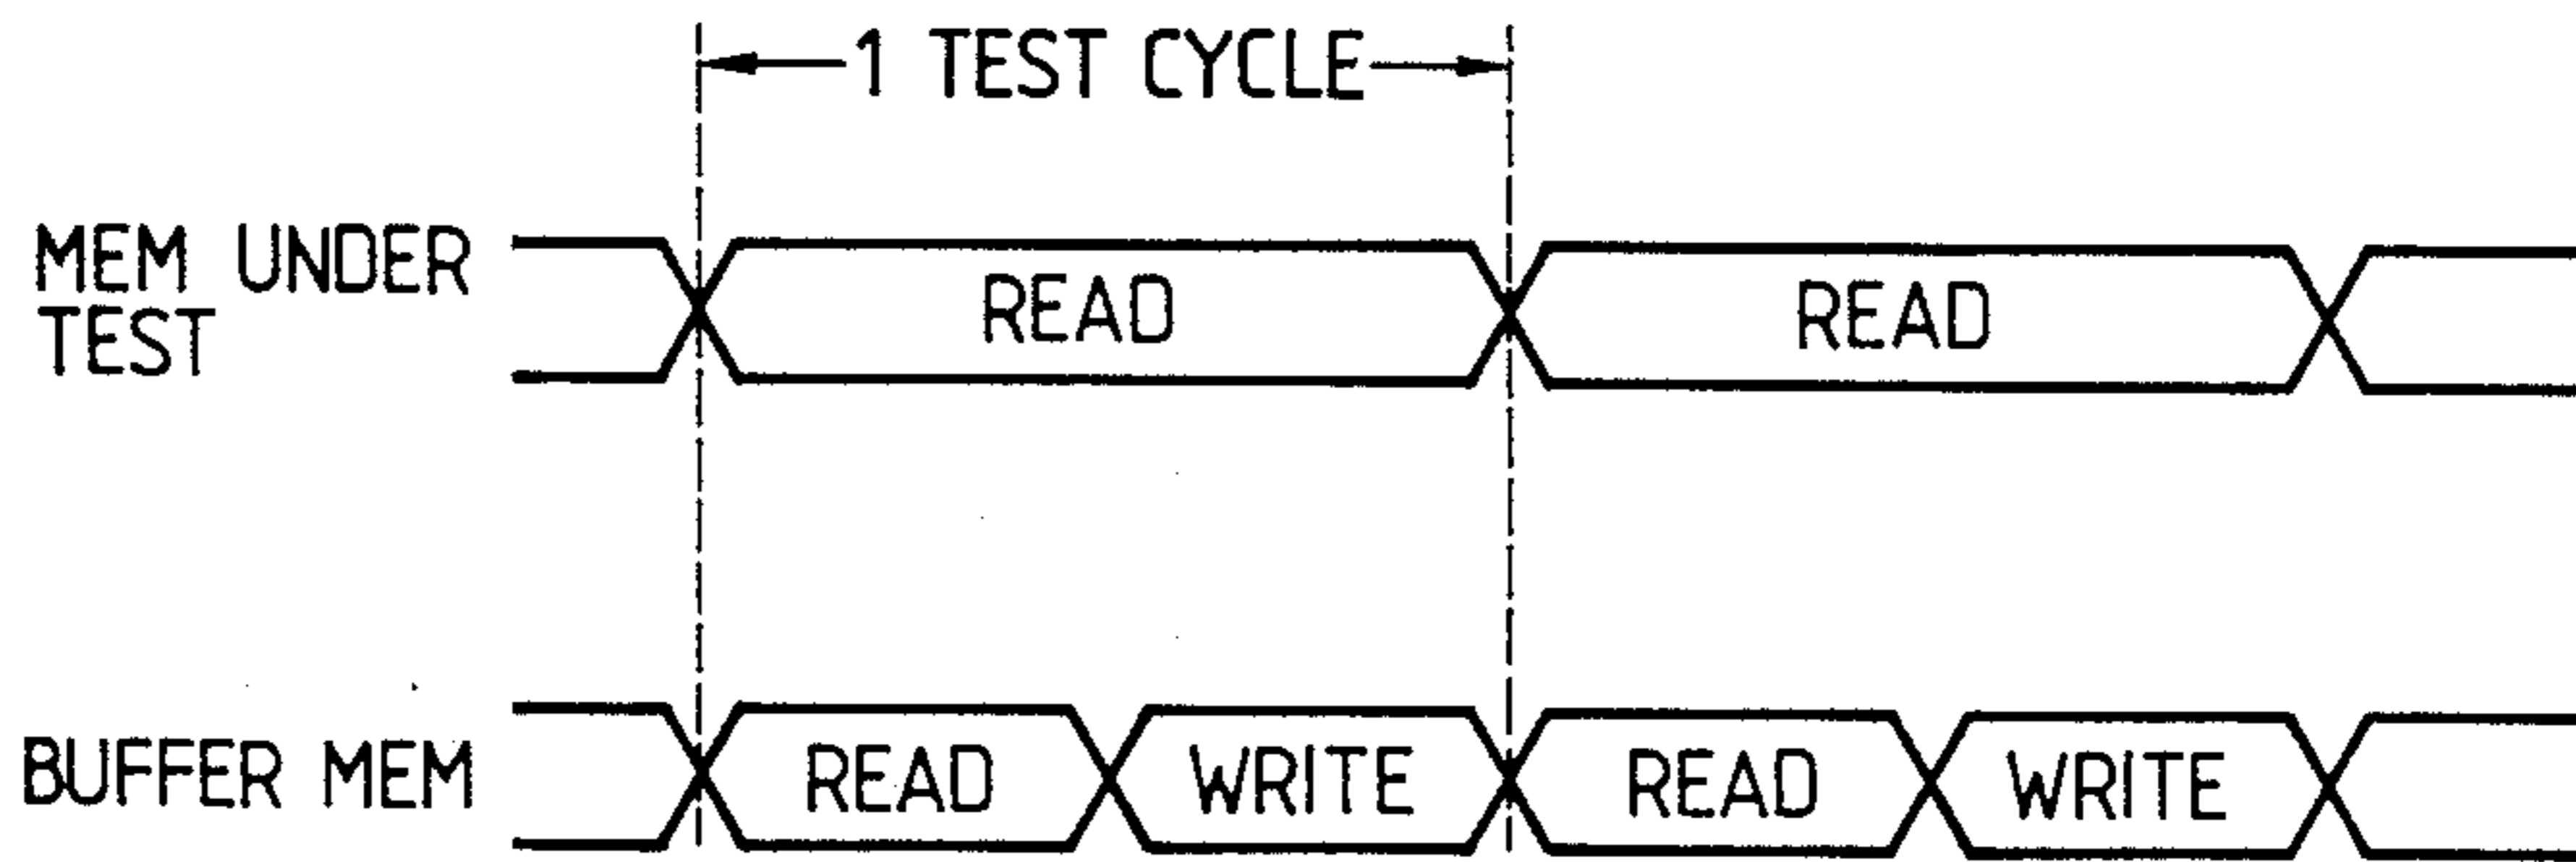 1 TEST CYCLE
MEM UNDER
TEST
READ READ
BUFFER MEM READ WRITE READ WRITE